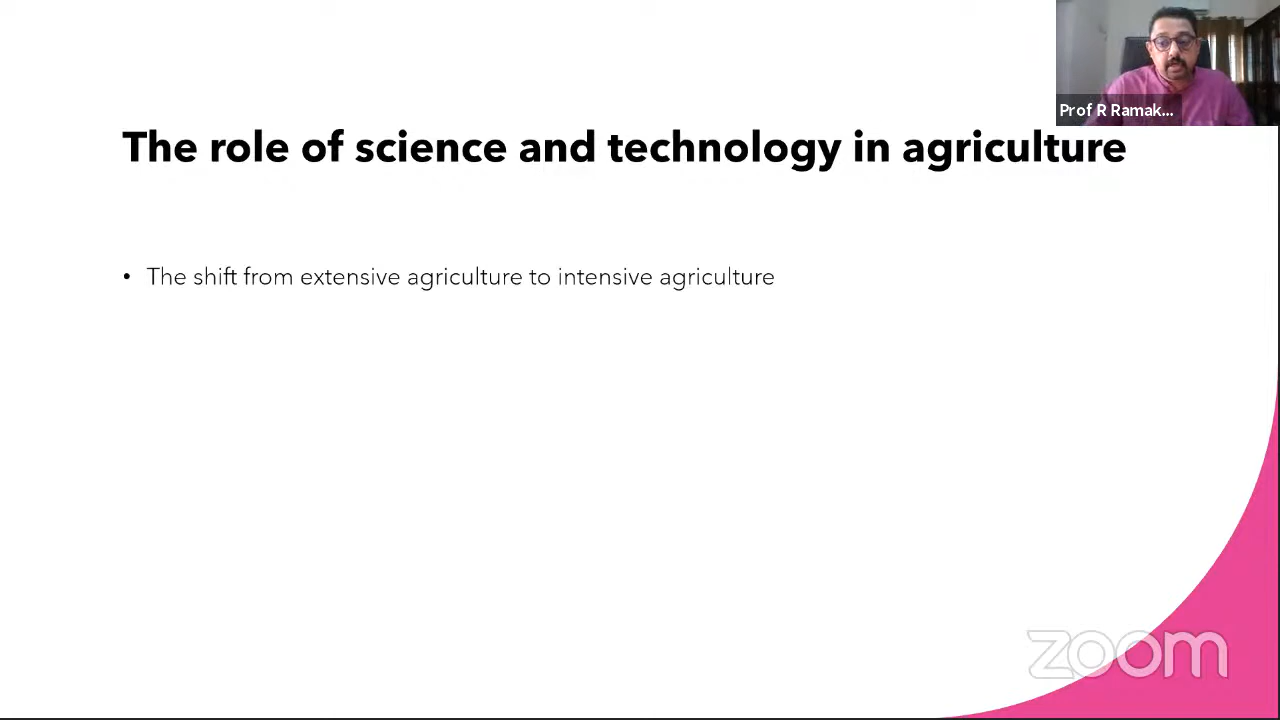 Prof R Ramak...
The role of science and technology in agriculture
• The shift from extensive agriculture to intensive agriculture
zoom